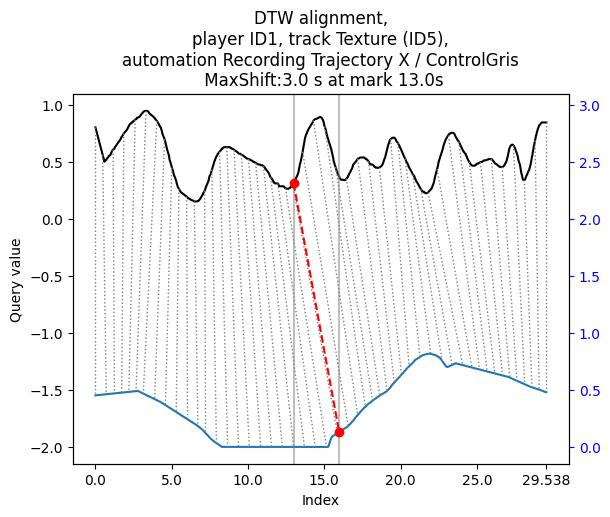 DTW alignment,
player ID1, track Texture (ID5),
automation Recording Trajectory X / ControlGris
MaxShift:3.0 s at mark 13.0s
1.0
0.5
0.0
−0.5
−1.0
−1.5
−2.0
Query value
3.0
2.5
2.0
1.5
1.0
0.5
0.0
0.0 5.0 10.0 15.0 20.0 25.0 29.538
Index